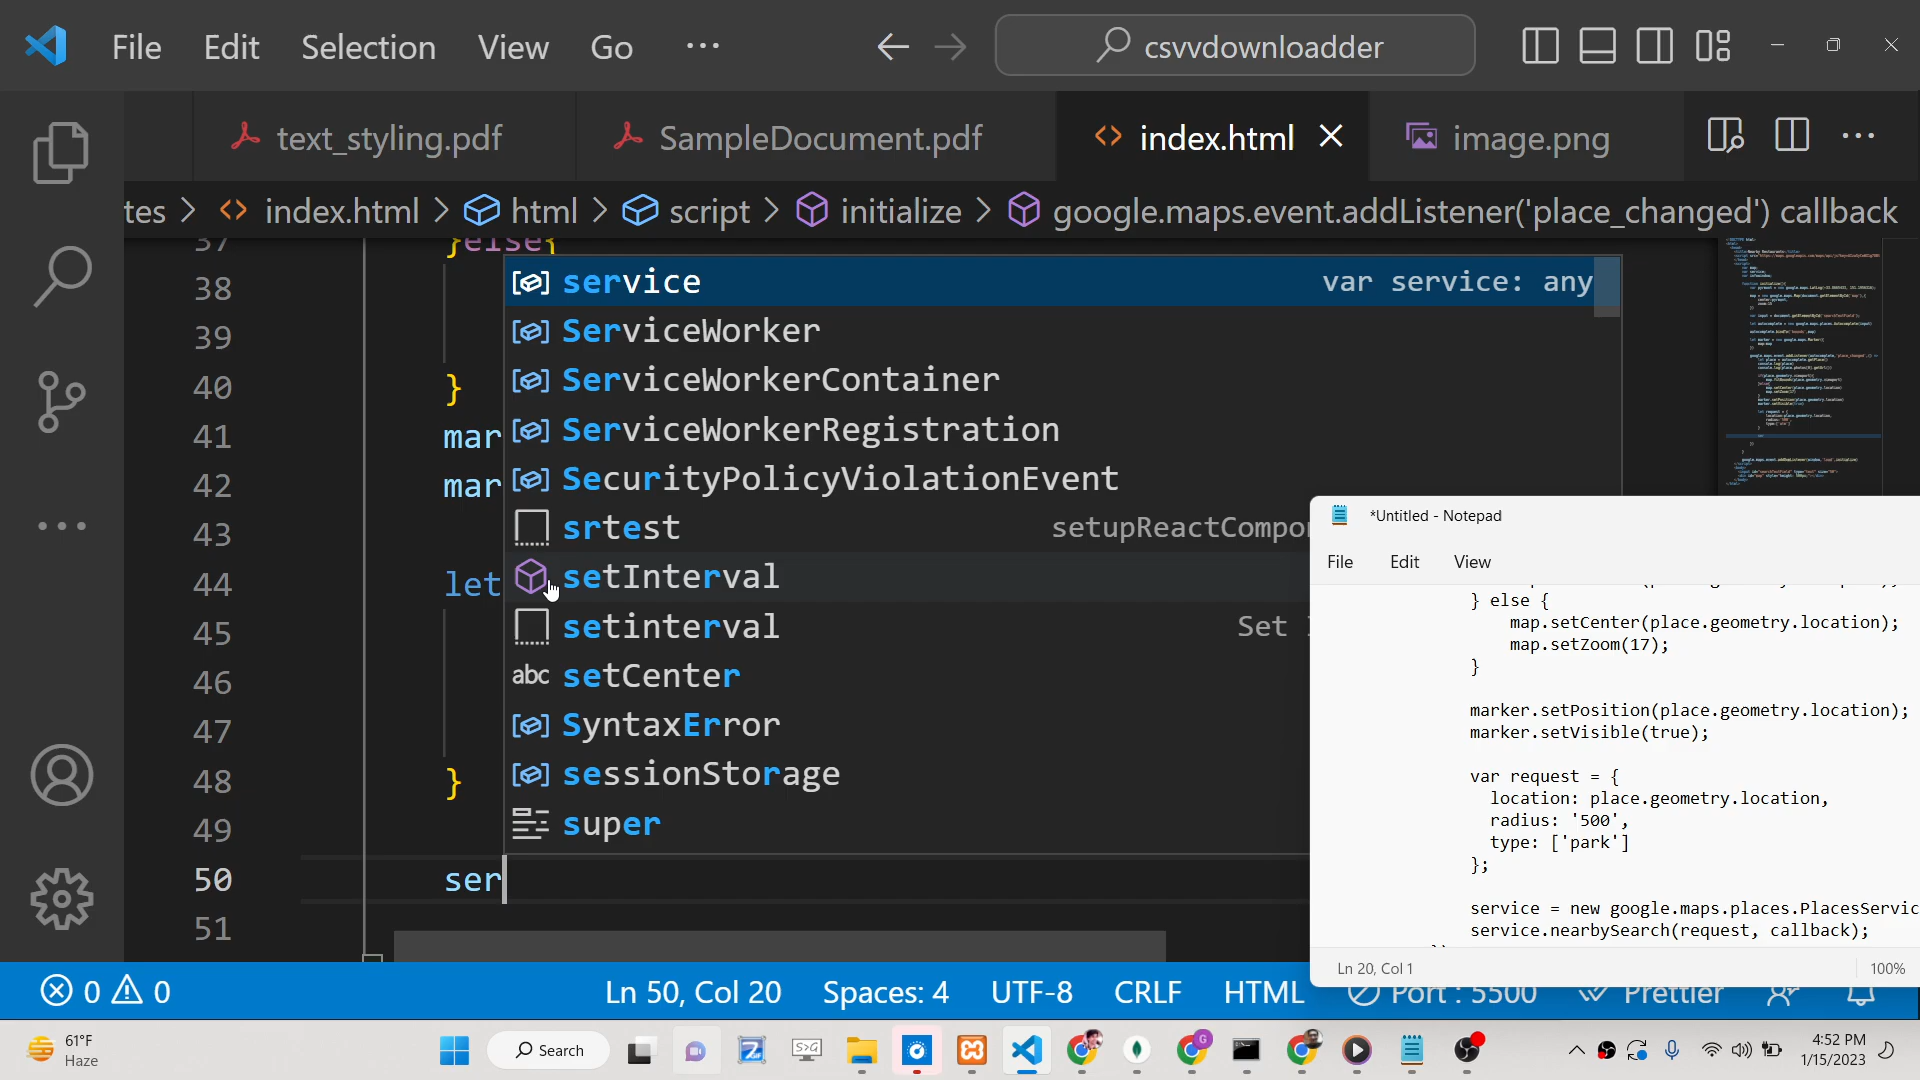 File Edit Selection View Go ···
csvvdownloadder
text_styling.pdf
SampleDocument.pdf
index.html
image.png
tes > index.html > html > script > initialize > google.maps.event.addListener('place_changed') callback
37 }else{
38
39
40 }
41 mar
42 mar
43
44 let
45
46
47
48 }
49
50 ser
51
service var service: any
ServiceWorker
ServiceWorkerContainer
ServiceWorkerRegistration
SecurityPolicyViolationEvent
srtest setupReactCompo
setInterval
setinterval Set
abc setCenter
SyntaxError
sessionStorage
super
*Untitled - Notepad
File Edit View
} else {
map.setCenter(place.geometry.location);
map.setZoom(17);
}
marker.setPosition(place.geometry.location);
marker.setVisible(true);
var request = {
location: place.geometry.location,
radius: '500',
type: ['park']
};
service = new google.maps.places.PlacesServic
service.nearbySearch(request, callback);
Ln 20, Col 1 100%
0 0 Ln 50, Col 20 Spaces: 4 UTF-8 CRLF HTML Port : 5500 Prettier
61°F
Haze
Search
4:52 PM
1/15/2023